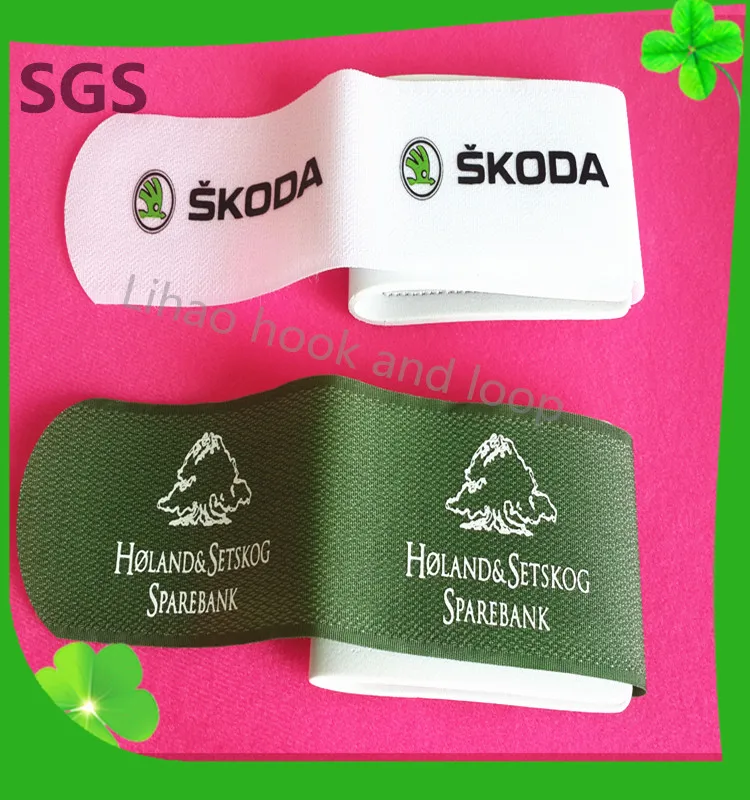 SGS
ŠKODA
ŠKODA
Lihao hook and loop
HØLAND&SETSKOG
SPAREBANK
HØLAND&SETSKOG
SPAREBANK